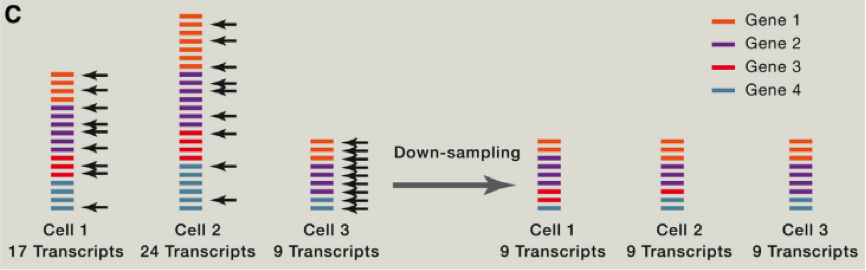 C
Gene 1
Gene 2
Gene 3
Gene 4
Down-sampling
Cell 1
17 Transcripts
Cell 2
24 Transcripts
Cell 3
9 Transcripts
Cell 1
9 Transcripts
Cell 2
9 Transcripts
Cell 3
9 Transcripts